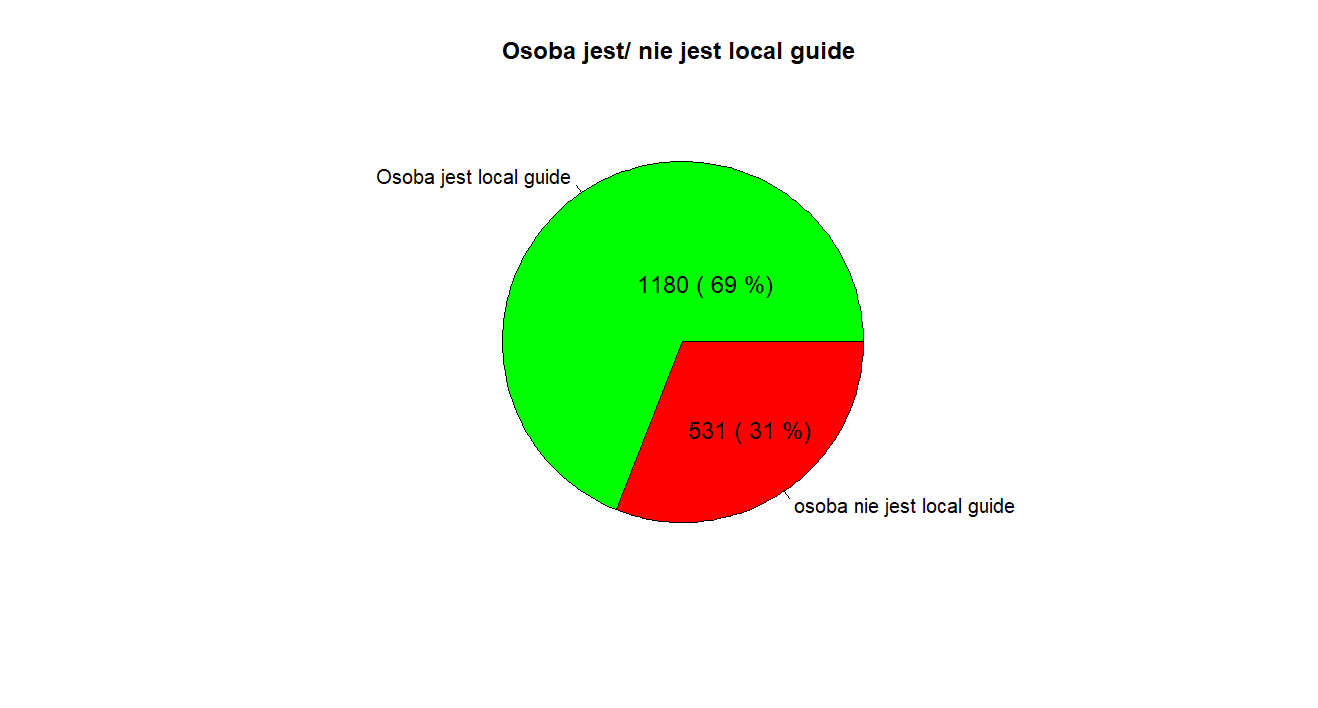 Osoba jest/ nie jest local guide
Osoba jest local guide
1180 ( 69 %)
531 ( 31 %)
osoba nie jest local guide